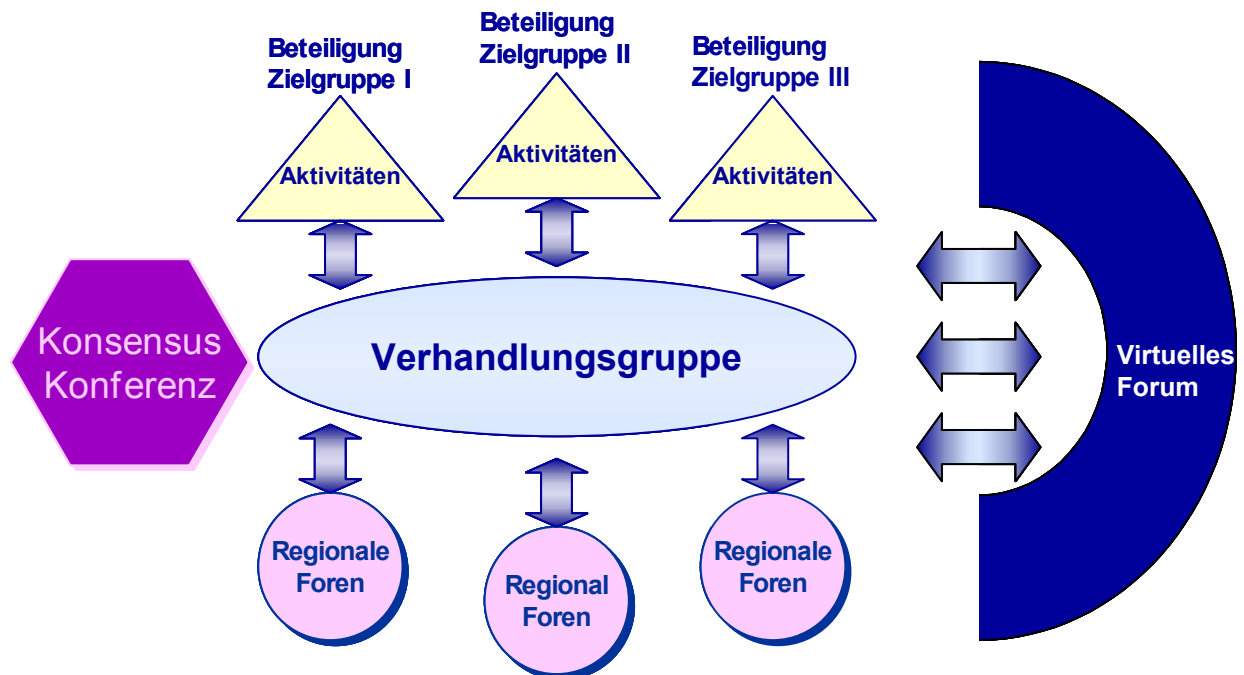 Beteiligung
Zielgruppe I
Beteiligung
Zielgruppe II
Beteiligung
Zielgruppe III
Aktivitäten
Aktivitäten
Aktivitäten
Konsensus
Konferenz
Verhandlungsgruppe
Virtuelles
Forum
Regionale
Foren
Regional
Foren
Regionale
Foren